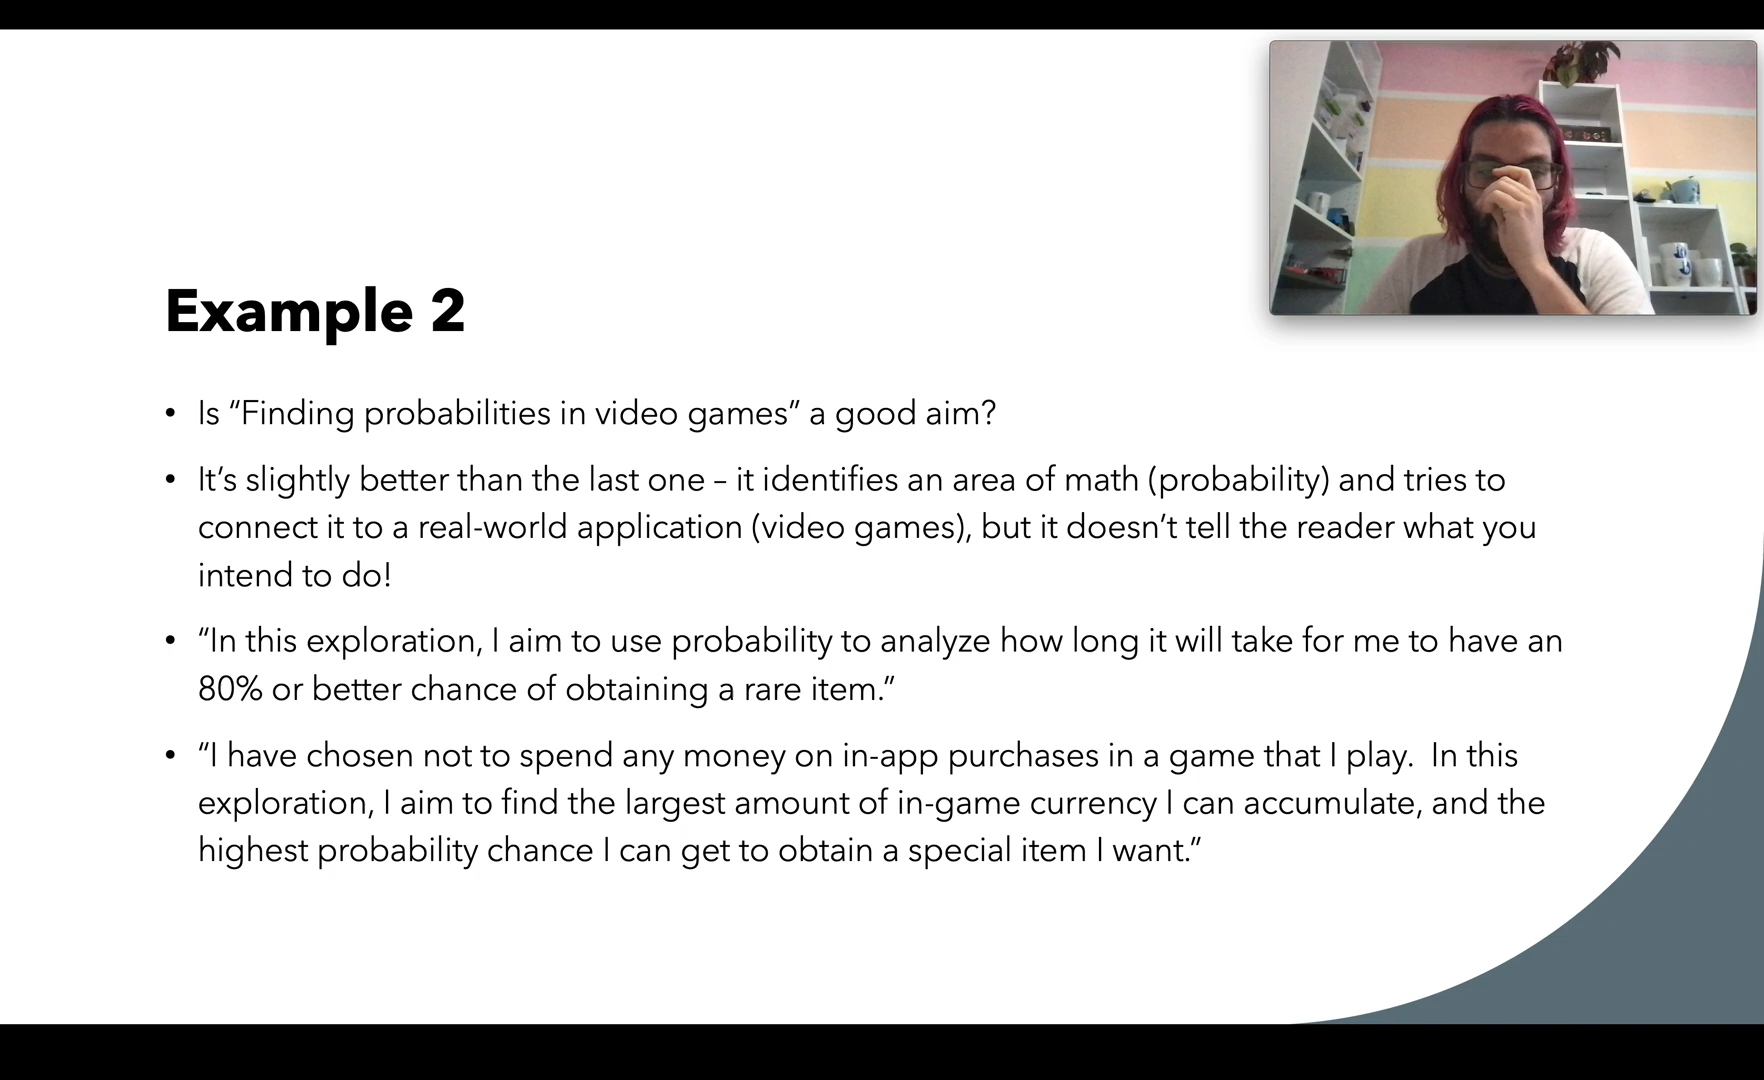 Example 2
• Is “Finding probabilities in video games” a good aim?
• It’s slightly better than the last one – it identifies an area of math (probability) and tries to
connect it to a real-world application (video games), but it doesn’t tell the reader what you
intend to do!
• “In this exploration, I aim to use probability to analyze how long it will take for me to have an
80% or better chance of obtaining a rare item.”
• “I have chosen not to spend any money on in-app purchases in a game that I play.  In this
exploration, I aim to find the largest amount of in-game currency I can accumulate, and the
highest probability chance I can get to obtain a special item I want.”